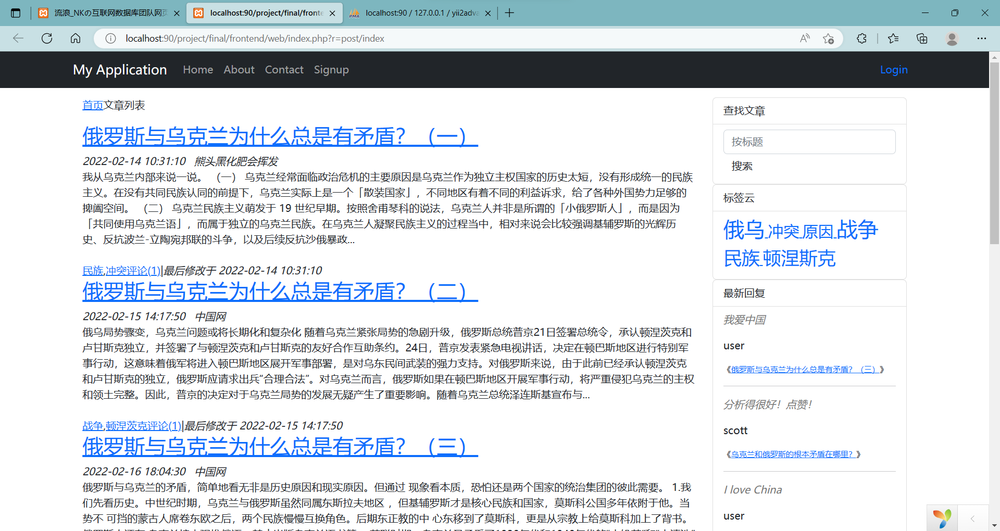 流浪_NKの互联网数据库团队网页
localhost:90/project/final/fronte
localhost:90 / 127.0.0.1 / yii2adva
localhost:90/project/final/frontend/web/index.php?r=post/index
My Application Home About Contact Signup Login
首页文章列表
俄罗斯与乌克兰为什么总是有矛盾？（一）
2022-02-14 10:31:10 熊头黑化肥会挥发
我从乌克兰内部来说一说。 （一） 乌克兰经常面临政治危机的主要原因是乌克兰作为独立主权国家的历史太短，没有形成统一的民族
主义。在没有共同民族认同的前提下，乌克兰实际上是一个「散装国家」，不同地区有着不同的利益诉求，给了各种外国势力足够的
捭阖空间。 （二） 乌克兰民族主义萌发于 19 世纪早期。按照舍甫琴科的说法，乌克兰人并非是所谓的「小俄罗斯人」，而是因为
「共同使用乌克兰语」，而属于独立的乌克兰民族。在乌克兰人凝聚民族主义的过程当中，相对来说会比较强调基辅罗斯的光辉历
史、反抗波兰-立陶宛邦联的斗争，以及后续反抗沙俄暴政...
民族,冲突评论(1)|最后修改于 2022-02-14 10:31:10
俄罗斯与乌克兰为什么总是有矛盾？（二）
2022-02-15 14:17:50 中国网
俄乌局势骤变，乌克兰问题或将长期化和复杂化 随着乌克兰紧张局势的急剧升级，俄罗斯总统普京21日签署总统令，承认顿涅茨克和
卢甘斯克独立，并签署了与顿涅茨克和卢甘斯克的友好合作互助条约。24日，普京发表紧急电视讲话，决定在顿巴斯地区进行特别军
事行动，这意味着俄军将进入顿巴斯地区展开军事部署，是对乌东民间武装的强力支持。对俄罗斯来说，由于此前已经承认顿涅茨克
和卢甘斯克的独立，俄罗斯应请求出兵“合理合法”。对乌克兰而言，俄罗斯如果在顿巴斯地区开展军事行动，将严重侵犯乌克兰的主权
和领土完整。因此，普京的决定对于乌克兰局势的发展无疑产生了重要影响。随着乌克兰总统泽连斯基宣布与...
战争,顿涅茨克评论(1)|最后修改于 2022-02-15 14:17:50
俄罗斯与乌克兰为什么总是有矛盾？（三）
2022-02-16 18:04:30 中国网
俄罗斯与乌克兰的矛盾，简单地看无非是历史原因和现实原因。但通过 现象看本质，恐怕还是两个国家的统治集团的彼此需要。 1.我
们先看历史。中世纪时期，乌克兰与俄罗斯虽然同属东斯拉夫地区 ，但基辅罗斯才是核心民族和国家，莫斯科公国多年依附于他。当
势不 可挡的蒙古人席卷东欧之后，两个民族慢慢互换角色。后期东正教的中 心东移到了莫斯科，更是从宗教上给莫斯科加上了背书。
查找文章
按标题
搜索
标签云
俄乌 冲突 原因 战争
民族 顿涅斯克
最新回复
我爱中国
user
《俄罗斯与乌克兰为什么总是有矛盾？（三）》
分析得很好！点赞！
scott
《乌克兰和俄罗斯的根本矛盾在哪里？》
I love China
user